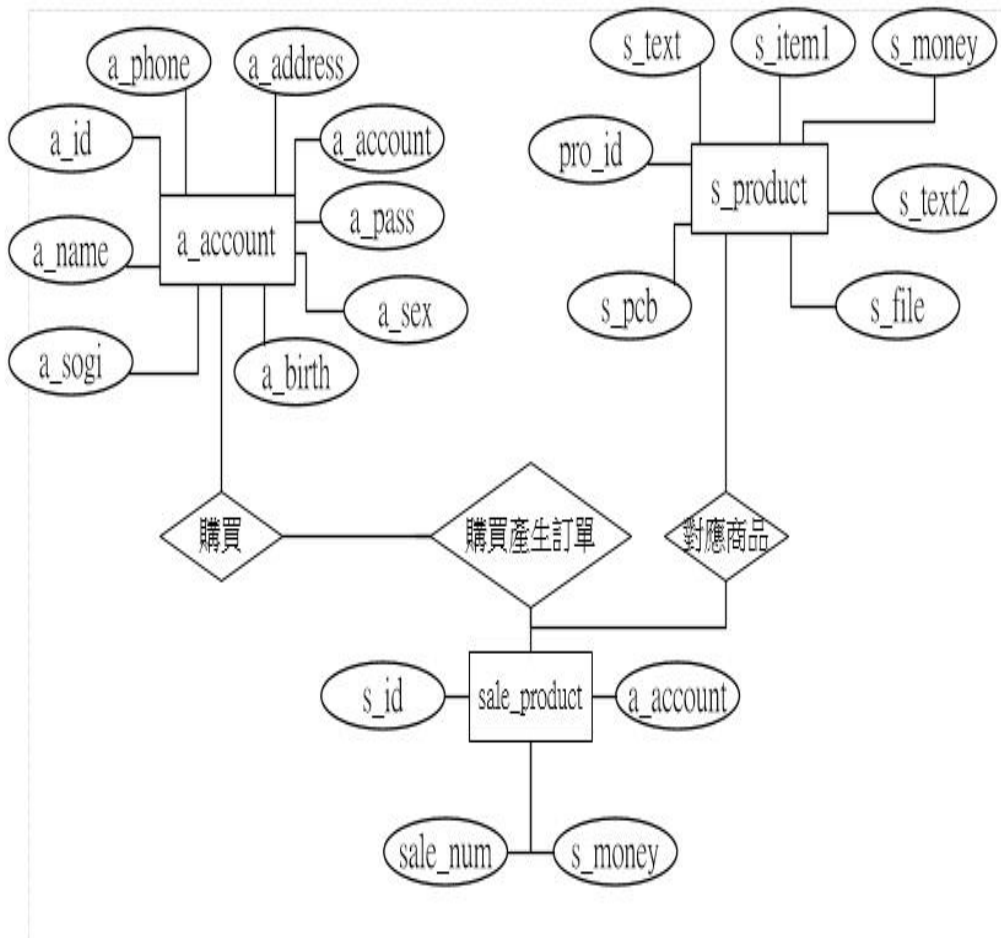 a_phone
a_address
a_id
a_account
a_pass
a_name
a_account
a_sex
a_sogi
a_birth
s_text
s_item1
s_money
pro_id
s_product
s_text2
s_pcb
s_file
購買
購買產生訂單
對應商品
s_id
sale_product
a_account
sale_num
s_money